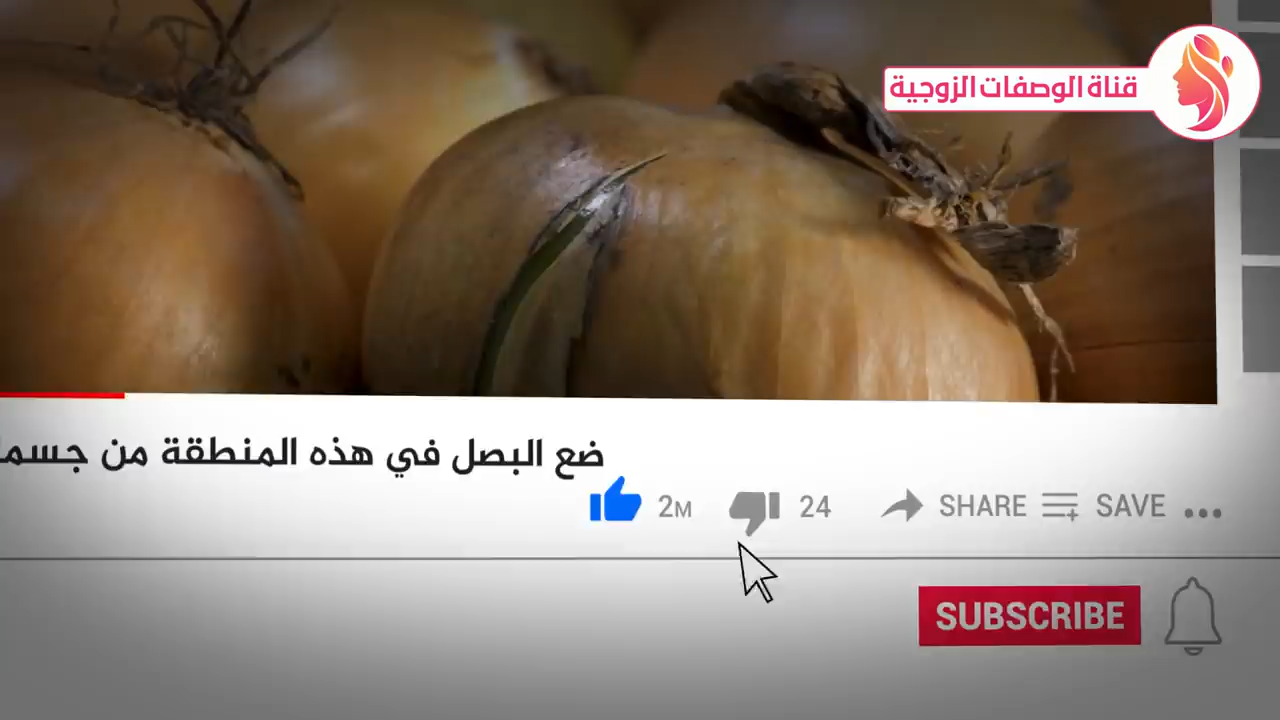 قناة الوصفات الزوجية
ضع البصل في هذه المنطقة من
2M 24 SHARE SAVE
SUBSCRIBE